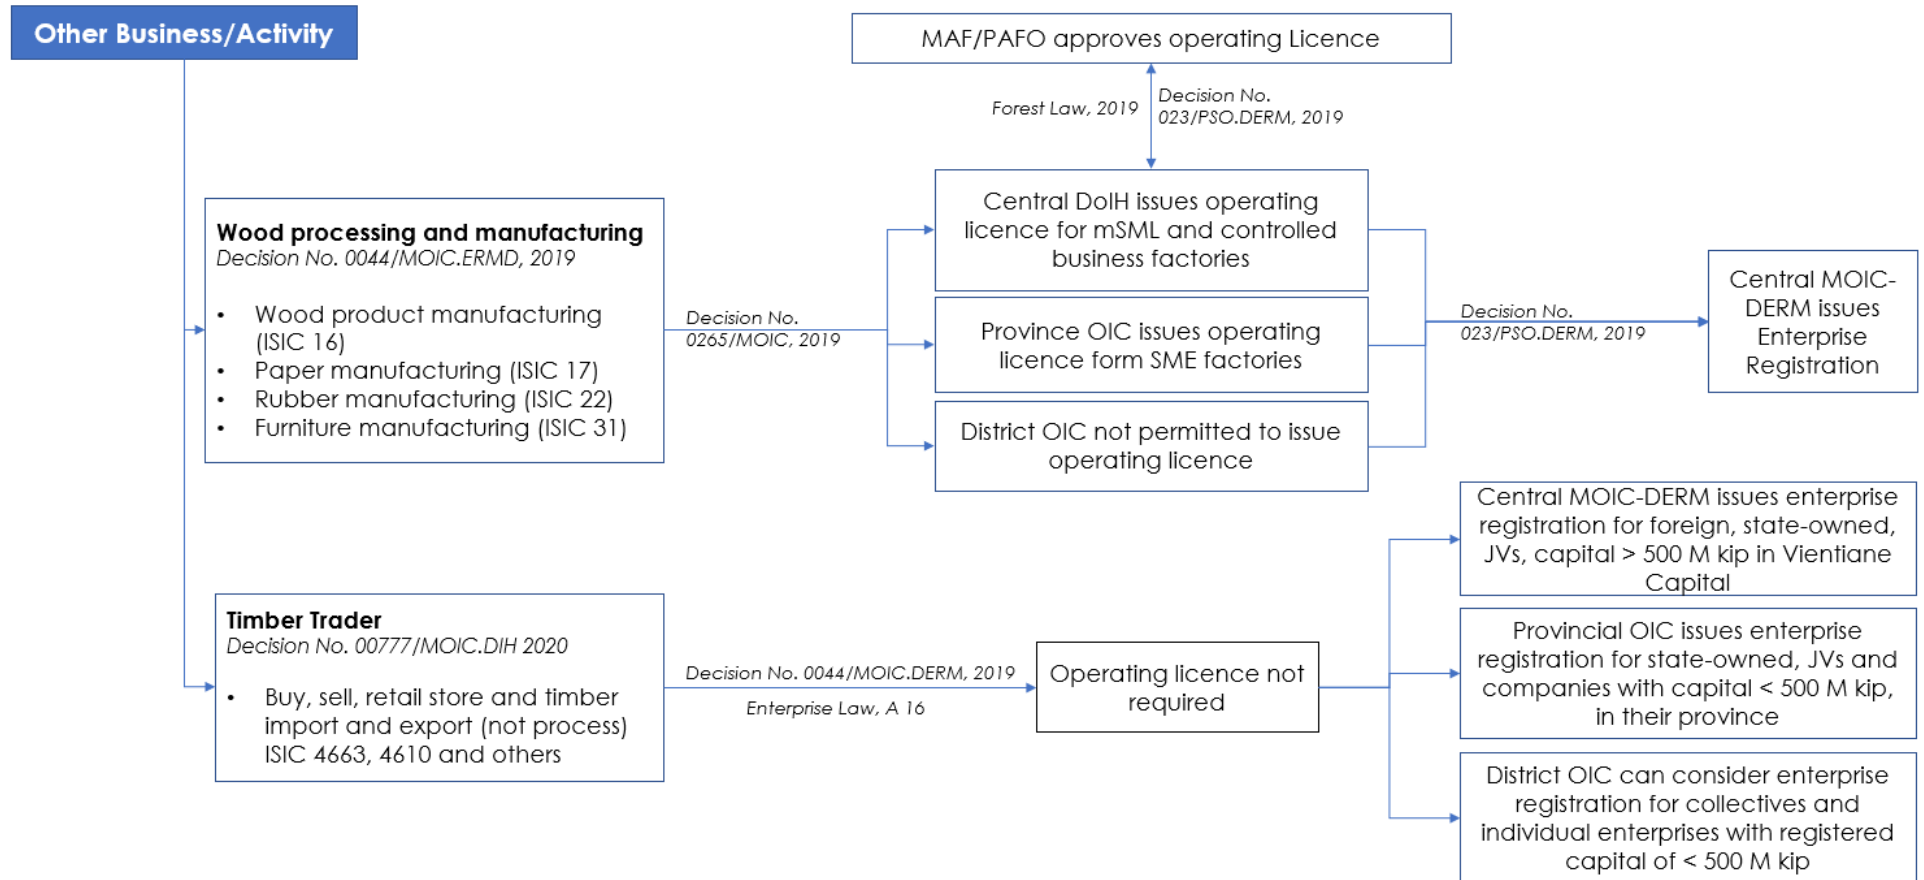 Other Business/Activity
MAF/PAFO approves operating Licence
Forest Law, 2019
Decision No.
023/PSO.DERM, 2019
Wood processing and manufacturing
Decision No. 0044/MOIC.ERMD, 2019
• Wood product manufacturing
(ISIC 16)
• Paper manufacturing (ISIC 17)
• Rubber manufacturing (ISIC 22)
• Furniture manufacturing (ISIC 31)
Decision No.
0265/MOIC, 2019
Central DoIH issues operating
licence for mSML and controlled
business factories
Province OIC issues operating
licence form SME factories
District OIC not permitted to issue
operating licence
Decision No.
023/PSO.DERM, 2019
Central MOIC-
DERM issues
Enterprise
Registration
Timber Trader
Decision No. 00777/MOIC.DIH 2020
• Buy, sell, retail store and timber
import and export (not process)
ISIC 4663, 4610 and others
Decision No. 0044/MOIC.DERM, 2019
Enterprise Law, A 16
Operating licence not
required
Central MOIC-DERM issues enterprise
registration for foreign, state-owned,
JVs, capital > 500 M kip in Vientiane
Capital
Provincial OIC issues enterprise
registration for state-owned, JVs and
companies with capital < 500 M kip,
in their province
District OIC can consider enterprise
registration for collectives and
individual enterprises with registered
capital of < 500 M kip